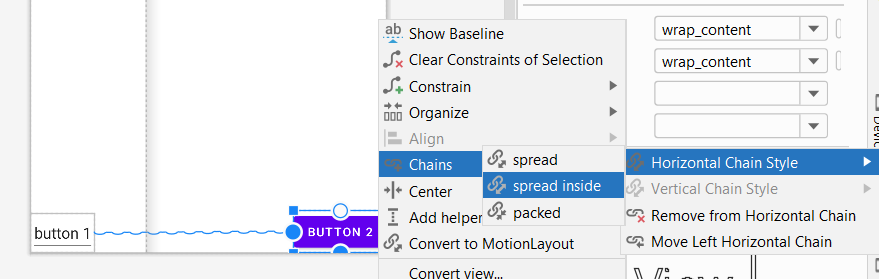 Show Baseline
Clear Constraints of Selection
Constrain
Organize
Align
Chains
Center
Add helper
Convert to MotionLayout
Convert view...
spread
spread inside
packed
Horizontal Chain Style
Vertical Chain Style
Remove from Horizontal Chain
Move Left Horizontal Chain
wrap_content
wrap_content
button 1
BUTTON 2